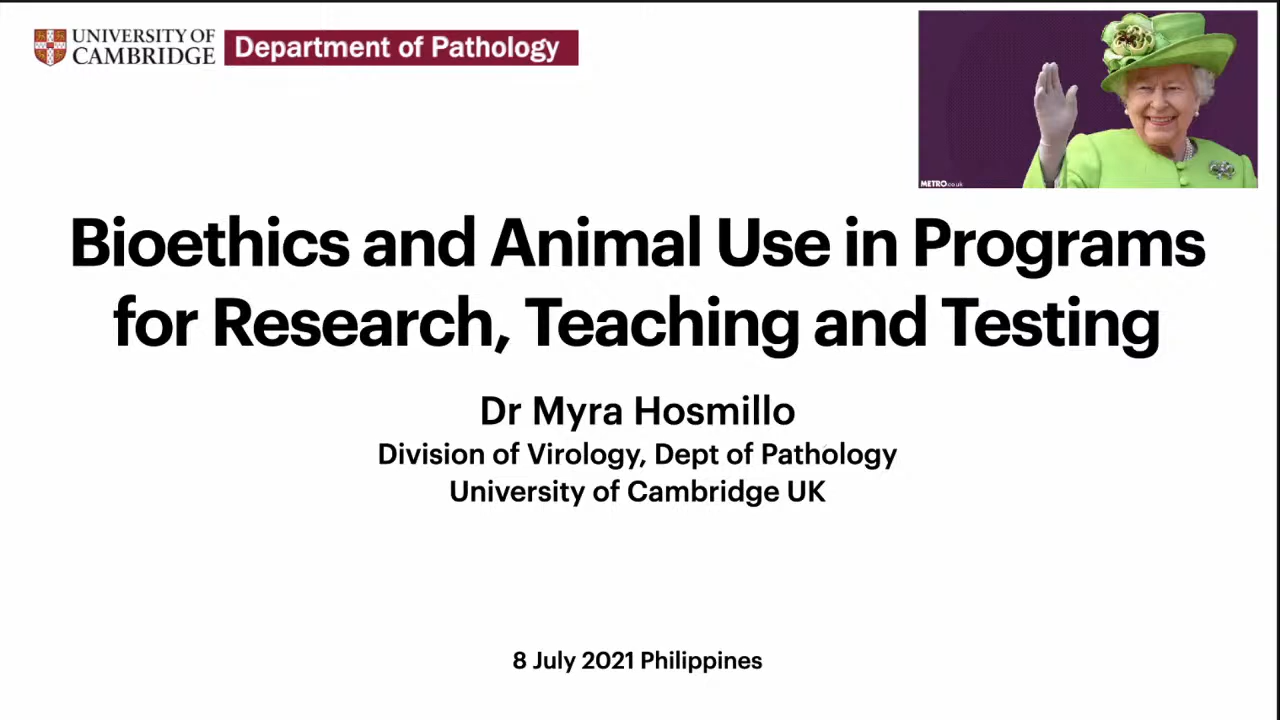 UNIVERSITY OF
CAMBRIDGE
Department of Pathology
METRO.co.uk
Bioethics and Animal Use in Programs
for Research, Teaching and Testing
Dr Myra Hosmillo
Division of Virology, Dept of Pathology
University of Cambridge UK
8 July 2021 Philippines